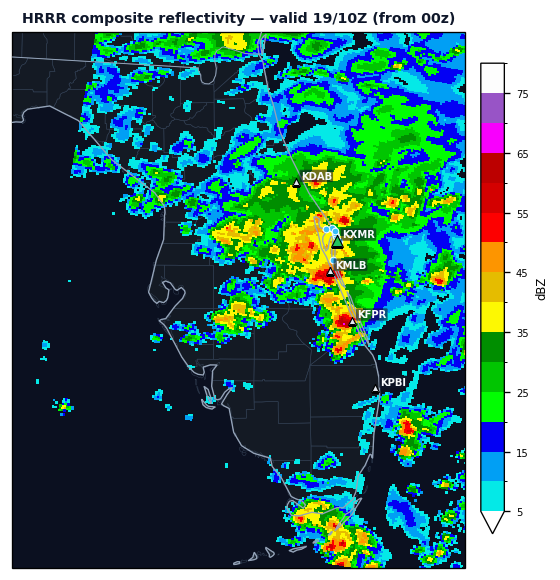 HRRR composite reflectivity — valid 19/10Z (from 00z)
KDAB
KXMR
KMLB
KFPR
KPBI
75
65
55
45
35
25
15
5
dBZ